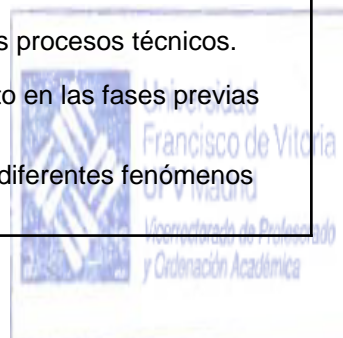 s procesos técnicos.
o en las fases previas
diferentes fenómenos
Universidad
Francisco de Vitoria
UFV Madrid
Vicerrectorado de Profesorado
y Ordenación Académica